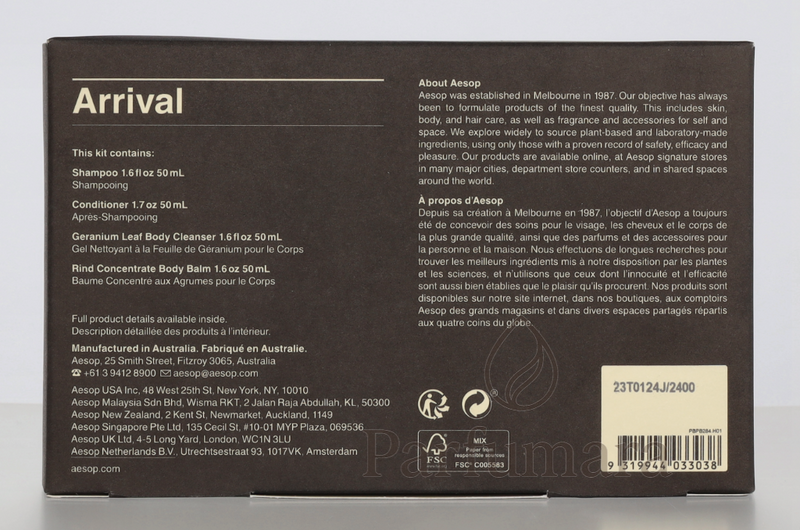 Arrival
This kit contains:
Shampoo 1.6 fl oz 50 mL
Shampooing
Conditioner 1.7 oz 50 mL
Après-Shampooing
Geranium Leaf Body Cleanser 1.6 fl oz 50 mL
Gel Nettoyant à la Feuille de Géranium pour le Corps
Rind Concentrate Body Balm 1.6 oz 50 mL
Baume Concentré aux Agrumes pour le Corps
Full product details available inside.
Description détaillée des produits à l'intérieur.
Manufactured in Australia. Fabriqué en Australie.
Aesop, 25 Smith Street, Fitzroy 3065, Australia
☎ +61 3 9412 8900 ✉ aesop@aesop.com
Aesop USA Inc, 48 West 25th St, New York, NY, 10010
Aesop Malaysia Sdn Bhd, Wisma RKT, 2 Jalan Raja Abdullah, KL, 50300
Aesop New Zealand, 2 Kent St, Newmarket, Auckland, 1149
Aesop Singapore Pte Ltd, 135 Cecil St, #10-01 MYP Plaza, 069536
Aesop UK Ltd, 4-5 Long Yard, London, WC1N 3LU
Aesop Netherlands B.V., Utrechtsestraat 93, 1017VK, Amsterdam
aesop.com
About Aesop
Aesop was established in Melbourne in 1987. Our objective has always
been to formulate products of the finest quality. This includes skin,
body, and hair care, as well as fragrance and accessories for self and
space. We explore widely to source plant-based and laboratory-made
ingredients, using only those with a proven record of safety, efficacy and
pleasure. Our products are available online, at Aesop signature stores
in many major cities, department store counters, and in shared spaces
around the world.
À propos d'Aesop
Depuis sa création à Melbourne en 1987, l'objectif d'Aesop a toujours
été de concevoir des soins pour le visage, les cheveux et le corps de
la plus grande qualité, ainsi que des parfums et des accessoires pour
la personne et la maison. Nous effectuons de longues recherches pour
trouver les meilleurs ingrédients mis à notre disposition par les plantes
et les sciences, et n'utilisons que ceux dont l'innocuité et l'efficacité
sont aussi bien établies que le plaisir qu'ils procurent. Nos produits sont
disponibles sur notre site internet, dans nos boutiques, aux comptoirs
Aesop des grands magasins et dans divers espaces partagés répartis
aux quatre coins du globe.
®
FSC
MIX
Paper from
responsible sources
FSC® C005583
23T0124J/2400
FBPB284.H01
9 319944 033038